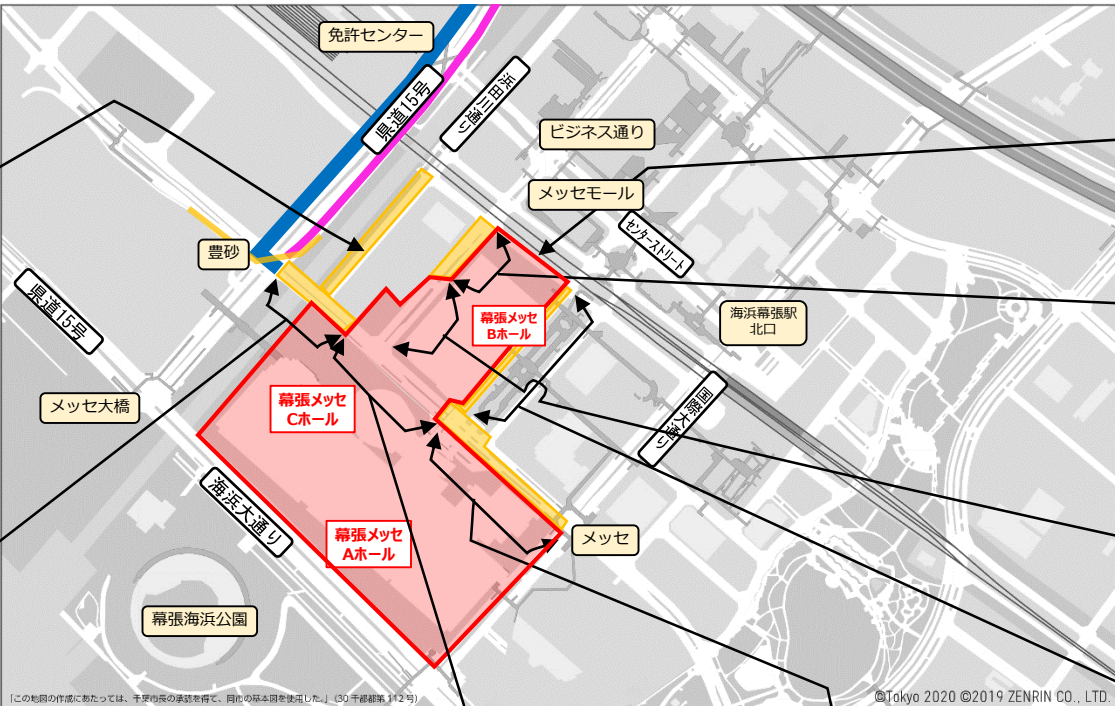 免許センター
県道15号
浜田川通り
ビジネス通り
メッセモール
センターストリート
豊砂
県道15号
幕張メッセ
Bホール
海浜幕張駅
北口
メッセ大橋
幕張メッセ
Cホール
国際大通り
海浜大通り
幕張メッセ
Aホール
メッセ
幕張海浜公園
「この地図の作成にあたっては、千葉市長の承認を得て、同市の基本図を使用した。」(30 千都都第 112 号)
©Tokyo 2020 ©2019 ZENRIN CO., LTD.